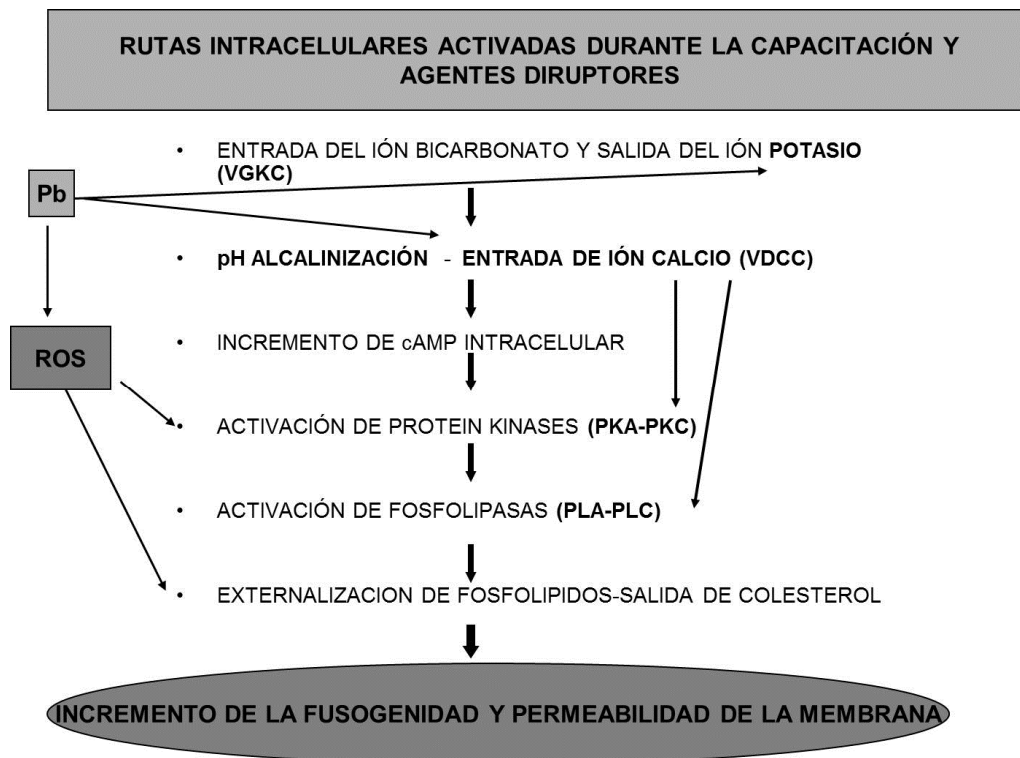 RUTAS INTRACELULARES ACTIVADAS DURANTE LA CAPACITACIÓN Y
AGENTES DIRUPTORES
• ENTRADA DEL IÓN BICARBONATO Y SALIDA DEL IÓN POTASIO
(VGKC)
Pb
• pH ALCALINIZACIÓN - ENTRADA DE IÓN CALCIO (VDCC)
• INCREMENTO DE cAMP INTRACELULAR
ROS
• ACTIVACIÓN DE PROTEIN KINASES (PKA-PKC)
• ACTIVACIÓN DE FOSFOLIPASAS (PLA-PLC)
• EXTERNALIZACION DE FOSFOLIPIDOS-SALIDA DE COLESTEROL
INCREMENTO DE LA FUSOGENIDAD Y PERMEABILIDAD DE LA MEMBRANA